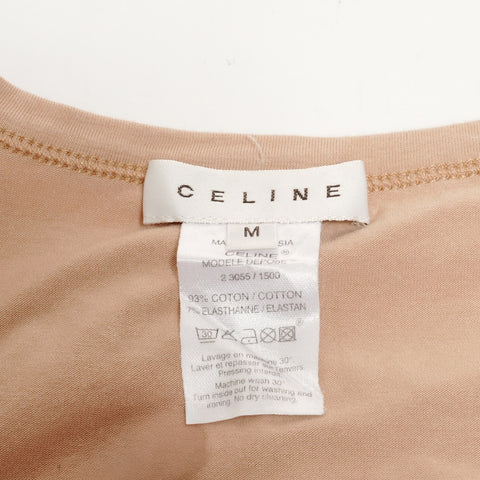 CELINE
M
CELINE®
MODELE DEPOSE
2 3055 / 1500
93% COTON / COTTON
7% ELASTHANNE / ELASTAN
30
Lavage en machine 30°
Laver et repasser sur l'envers.
Pressing interdit.
Machine wash 30°
Turn inside out for washing and
ironing. No dry cleaning.